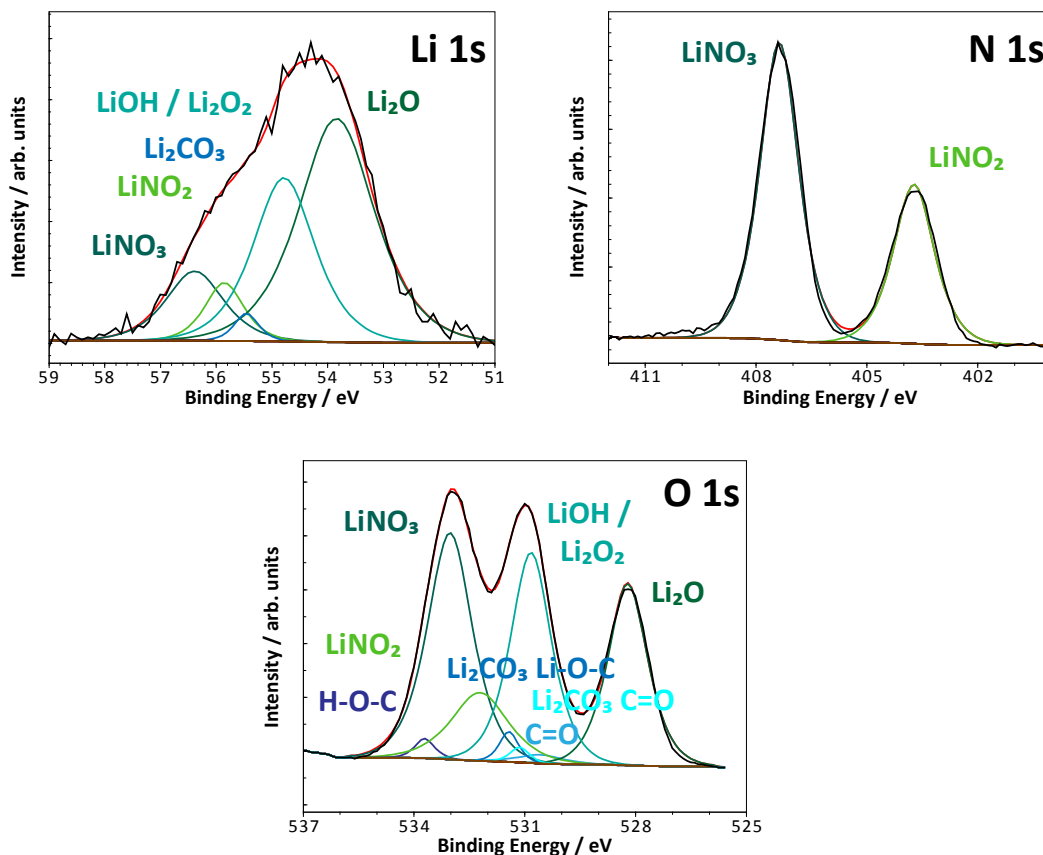 Li 1s
LiOH / Li₂O₂
Li₂O
Li₂CO₃
LiNO₂
LiNO₃
Intensity / arb. units
59 57 56 55 54 53 52 51
Binding Energy / eV
N 1s
LiNO₃
LiNO₂
Intensity / arb. units
411 408 405 402
Binding Energy / eV
O 1s
LiNO₃
LiOH /
Li₂O₂
Li₂O
LiNO₂
Li₂CO₃ Li-O-C
H-O-C
Li₂CO₃ C=O
C=O
Intensity / arb. units
537 534 531 528 525
Binding Energy / eV